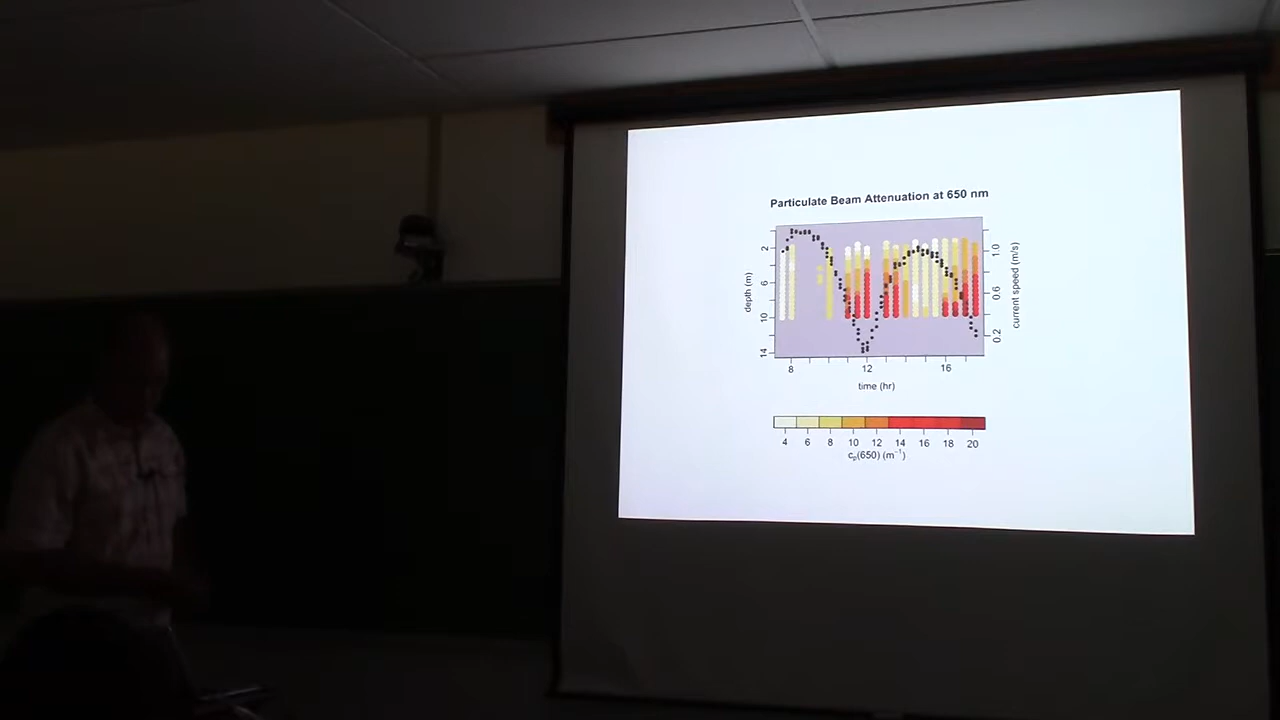 Particulate Beam Attenuation at 650 nm
depth (m)
2
6
10
14
1.0
0.6
0.2
current speed (m/s)
8 12 16
time (hr)
4 6 8 10 12 14 16 18 20
cₚ(650) (m⁻¹)